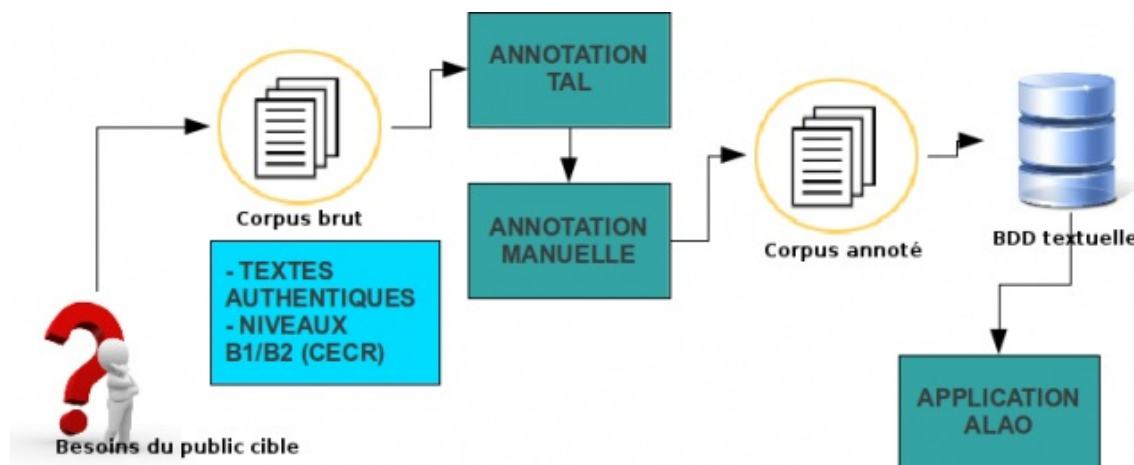 ANNOTATION
TAL
Corpus brut
ANNOTATION
MANUELLE
Corpus annoté
BDD textuelle
- TEXTES
AUTHENTIQUES
- NIVEAUX
B1/B2 (CECR)
Besoins du public cible
APPLICATION
ALAO